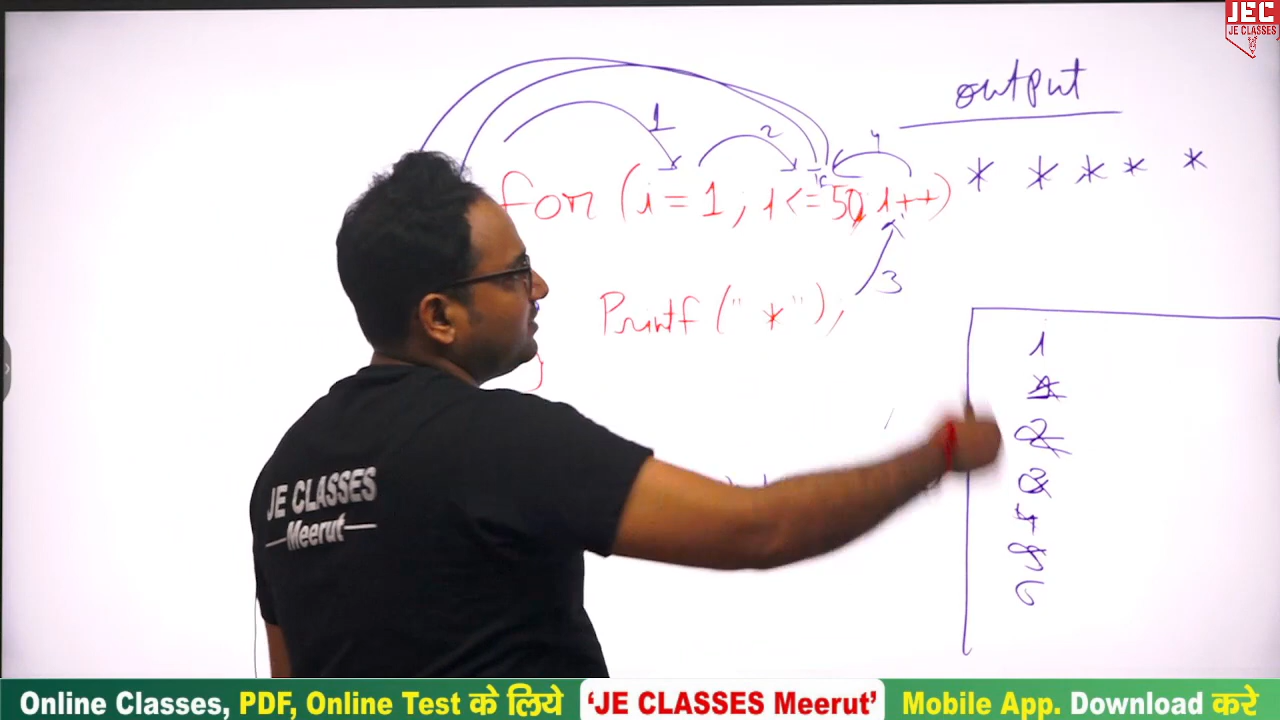 JEC
JE CLASSES
output
1
2
4
* * * * *
for (i = 1; i <= 50; i++)
3
Printf (" * ");
}
1
6
JE CLASSES
Meerut
Online Classes, PDF, Online Test के लिये 'JE CLASSES Meerut' Mobile App. Download करे